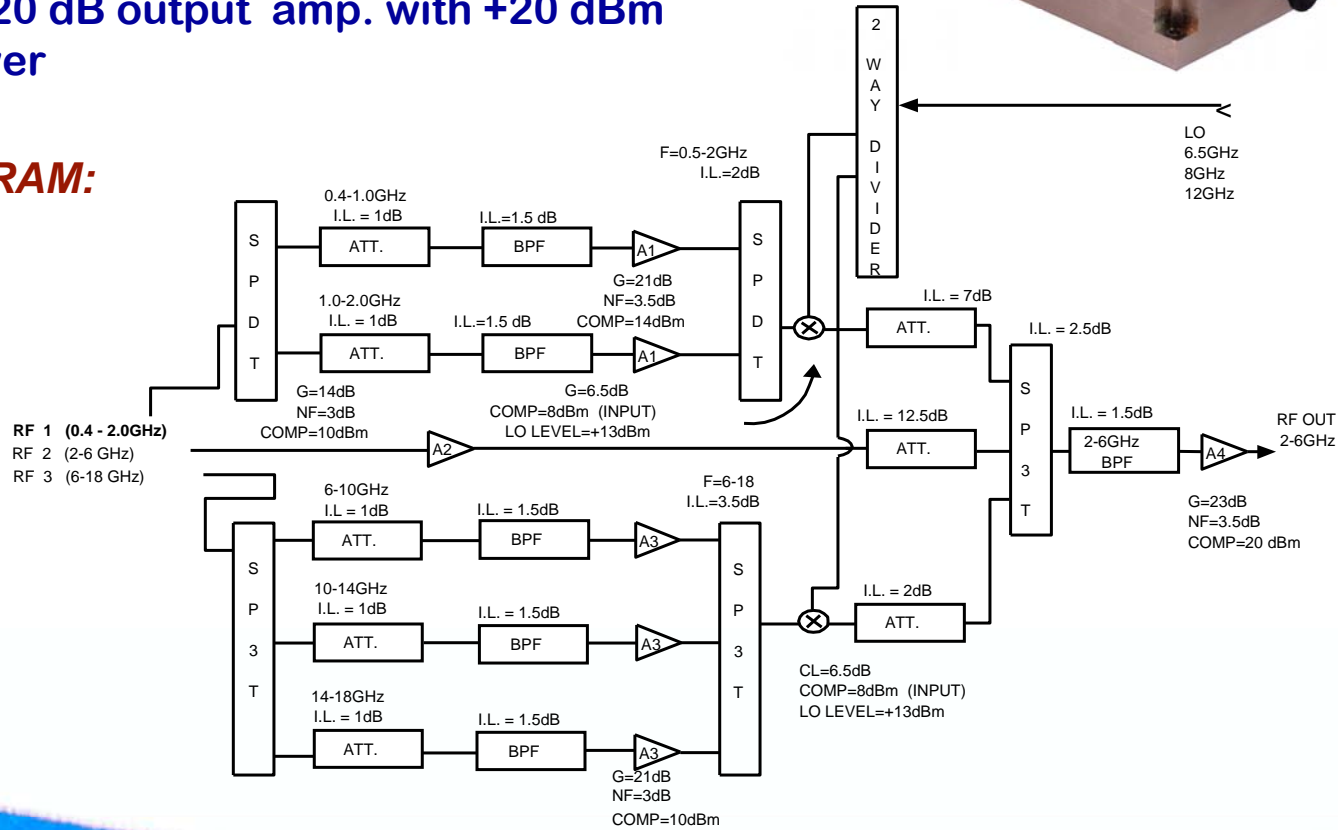 20 dB output amp. with +20 dBm
RAM:
2 WAY DIVIDER
LO
6.5GHz
8GHz
12GHz
F=0.5-2GHz
I.L.=2dB
0.4-1.0GHz
I.L. = 1dB
I.L.=1.5 dB
SPDT
ATT.
BPF
A1
SPDT
G=21dB
NF=3.5dB
COMP=14dBm
1.0-2.0GHz
I.L. = 1dB
I.L.=1.5 dB
ATT.
BPF
A1
I.L. = 7dB
ATT.
I.L. = 2.5dB
SP3T
G=14dB
NF=3dB
COMP=10dBm
G=6.5dB
COMP=8dBm (INPUT)
LO LEVEL=+13dBm
RF 1 (0.4 - 2.0GHz)
RF 2 (2-6 GHz)
RF 3 (6-18 GHz)
A2
I.L. = 12.5dB
ATT.
I.L. = 1.5dB
2-6GHz
BPF
A4
RF OUT
2-6GHz
G=23dB
NF=3.5dB
COMP=20 dBm
6-10GHz
I.L = 1dB
I.L. = 1.5dB
F=6-18
I.L.=3.5dB
SP3T
ATT.
BPF
A3
SP3T
10-14GHz
I.L. = 1dB
I.L. = 1.5dB
ATT.
BPF
A3
I.L. = 2dB
ATT.
CL=6.5dB
COMP=8dBm (INPUT)
LO LEVEL=+13dBm
14-18GHz
I.L. = 1dB
I.L. = 1.5dB
ATT.
BPF
A3
G=21dB
NF=3dB
COMP=10dBm